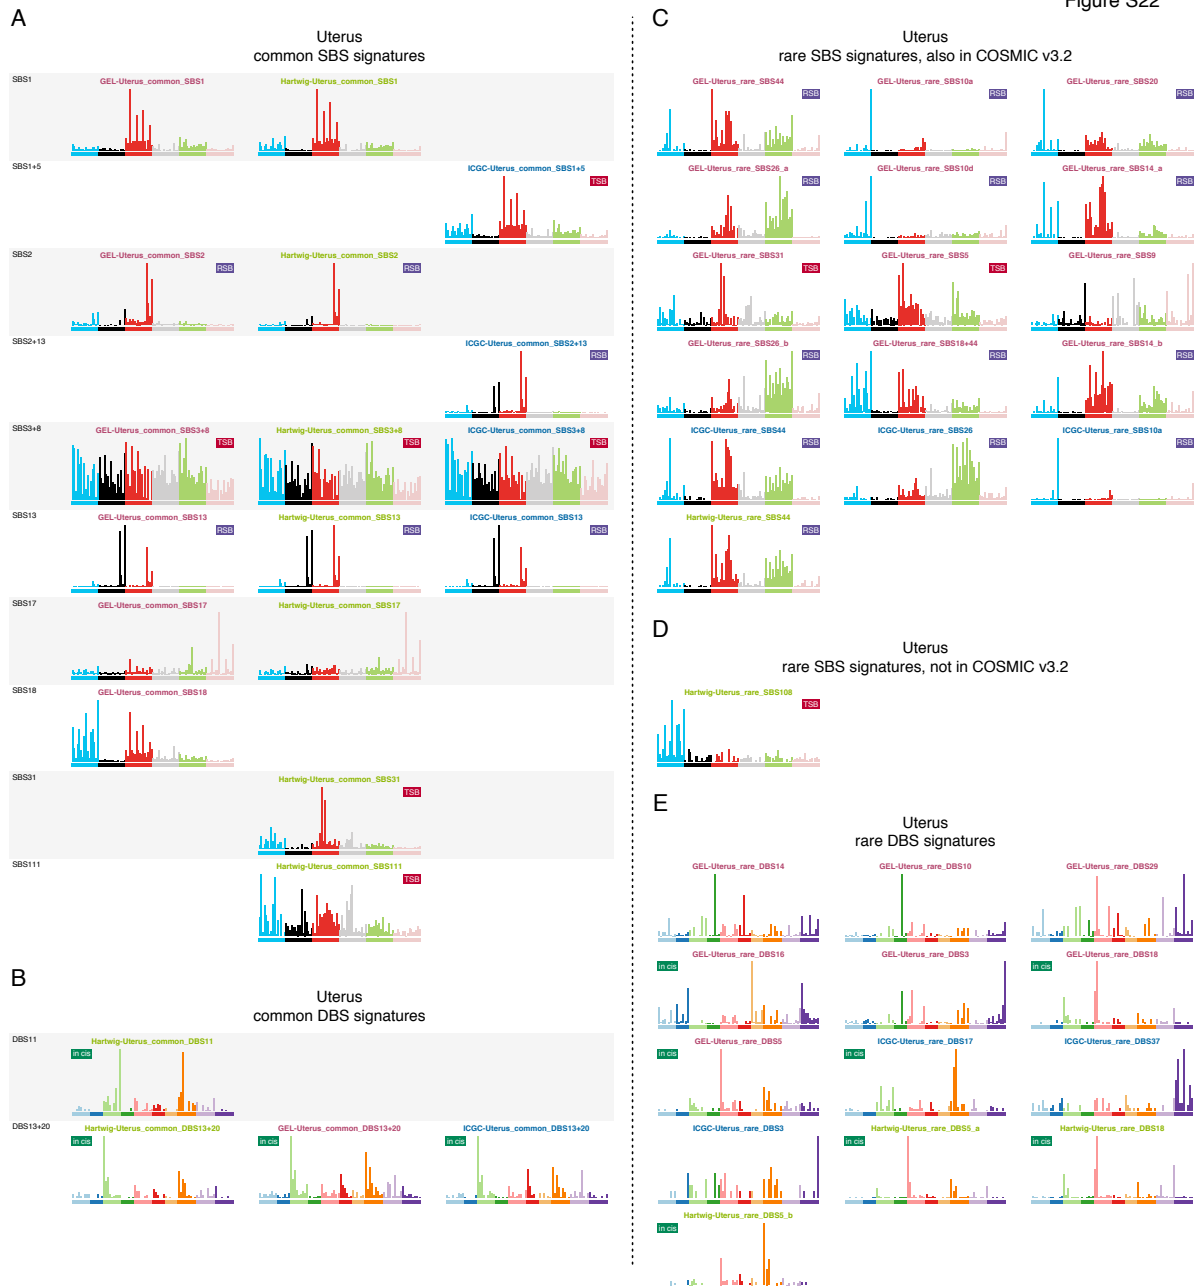 Figure S22
A
Uterus
common SBS signatures
SBS1
GEL-Uterus_common_SBS1
Hartwig-Uterus_common_SBS1
SBS1+5
ICGC-Uterus_common_SBS1+5
TSB
SBS2
GEL-Uterus_common_SBS2
RSB
Hartwig-Uterus_common_SBS2
RSB
SBS2+13
ICGC-Uterus_common_SBS2+13
RSB
SBS3+8
GEL-Uterus_common_SBS3+8
TSB
Hartwig-Uterus_common_SBS3+8
TSB
ICGC-Uterus_common_SBS3+8
TSB
SBS13
GEL-Uterus_common_SBS13
RSB
Hartwig-Uterus_common_SBS13
RSB
ICGC-Uterus_common_SBS13
RSB
SBS17
GEL-Uterus_common_SBS17
Hartwig-Uterus_common_SBS17
SBS18
GEL-Uterus_common_SBS18
SBS31
Hartwig-Uterus_common_SBS31
TSB
SBS111
Hartwig-Uterus_common_SBS111
TSB
B
Uterus
common DBS signatures
DBS11
Hartwig-Uterus_common_DBS11
in cis
DBS13+20
Hartwig-Uterus_common_DBS13+20
in cis
GEL-Uterus_common_DBS13+20
in cis
ICGC-Uterus_common_DBS13+20
in cis
C
Uterus
rare SBS signatures, also in COSMIC v3.2
GEL-Uterus_rare_SBS44
RSB
GEL-Uterus_rare_SBS10a
RSB
GEL-Uterus_rare_SBS20
RSB
GEL-Uterus_rare_SBS26_a
RSB
GEL-Uterus_rare_SBS10d
RSB
GEL-Uterus_rare_SBS14_a
RSB
GEL-Uterus_rare_SBS31
TSB
GEL-Uterus_rare_SBS5
TSB
GEL-Uterus_rare_SBS9
GEL-Uterus_rare_SBS26_b
RSB
GEL-Uterus_rare_SBS18+44
RSB
GEL-Uterus_rare_SBS14_b
RSB
ICGC-Uterus_rare_SBS44
RSB
ICGC-Uterus_rare_SBS26
RSB
ICGC-Uterus_rare_SBS10a
RSB
Hartwig-Uterus_rare_SBS44
RSB
D
Uterus
rare SBS signatures, not in COSMIC v3.2
Hartwig-Uterus_rare_SBS108
TSB
E
Uterus
rare DBS signatures
GEL-Uterus_rare_DBS14
GEL-Uterus_rare_DBS10
GEL-Uterus_rare_DBS29
GEL-Uterus_rare_DBS16
in cis
GEL-Uterus_rare_DBS3
GEL-Uterus_rare_DBS18
in cis
GEL-Uterus_rare_DBS5
in cis
ICGC-Uterus_rare_DBS17
in cis
ICGC-Uterus_rare_DBS37
ICGC-Uterus_rare_DBS3
Hartwig-Uterus_rare_DBS5_a
in cis
Hartwig-Uterus_rare_DBS18
in cis
Hartwig-Uterus_rare_DBS5_b
in cis